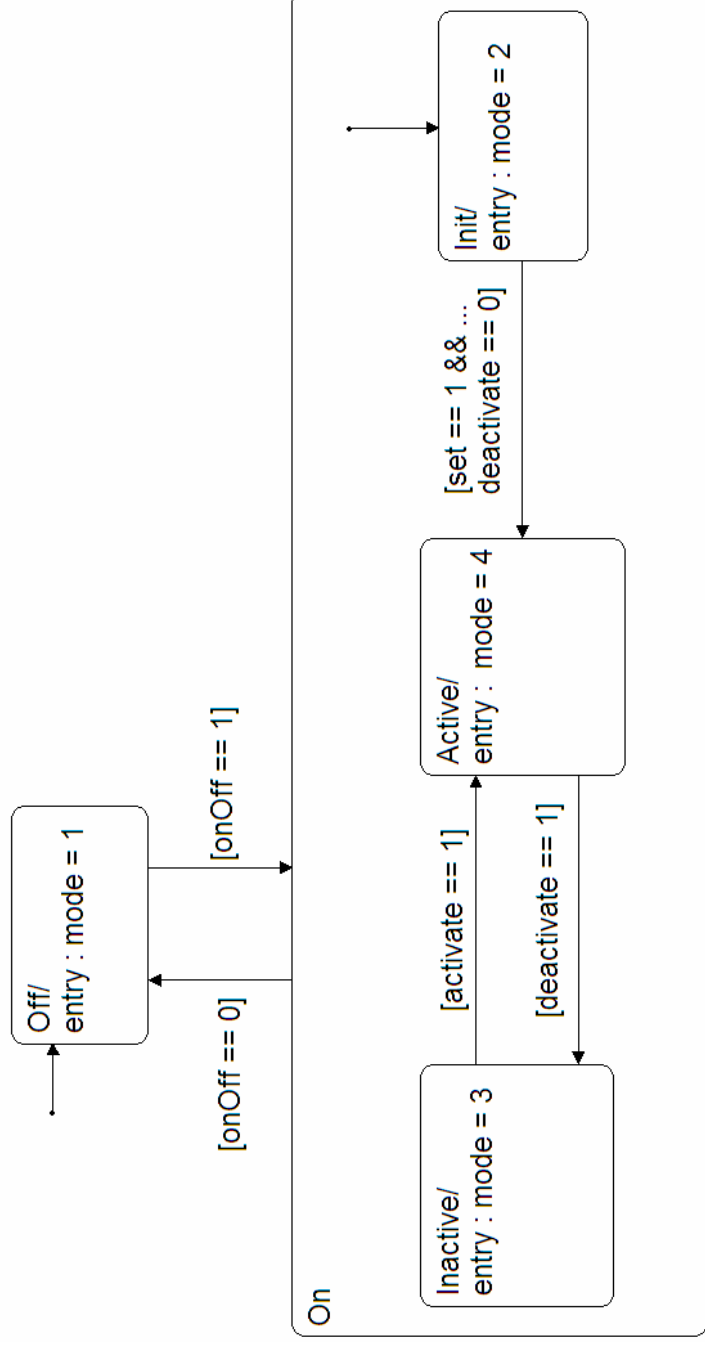 Off/
entry : mode = 1
[onOff == 0]
[onOff == 1]
On
Inactive/
entry : mode = 3
[activate == 1]
[deactivate == 1]
Active/
entry :  mode = 4
[set == 1 && ...
deactivate == 0]
Init/
entry : mode = 2